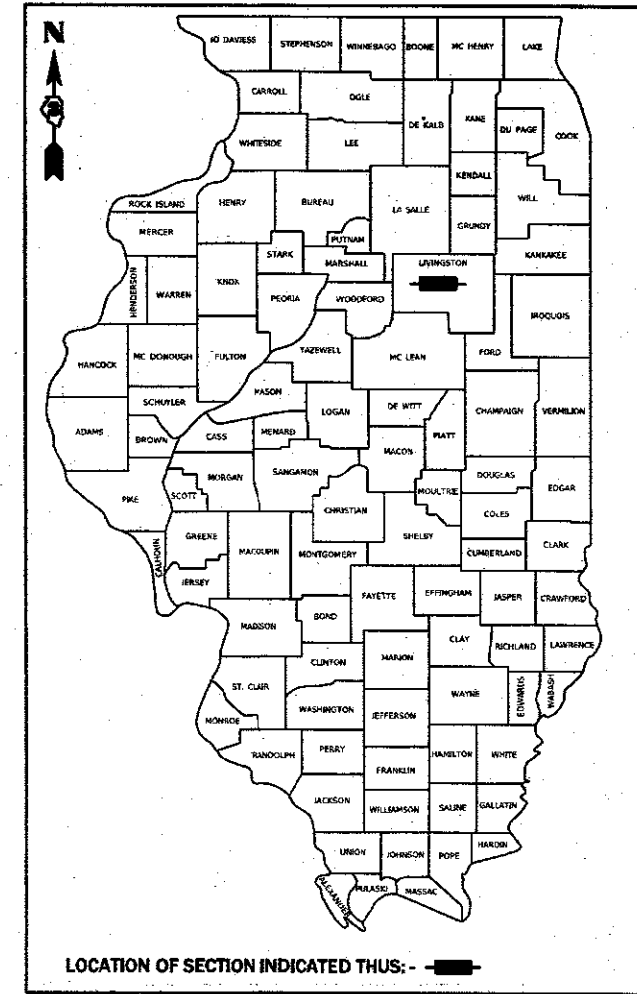 N
JO DAVIESS STEPHENSON WINNEBAGO BOONE MC HENRY LAKE
CARROLL OGLE DE KALB KANE DU PAGE COOK
WHITESIDE LEE
KENDALL WILL
ROCK ISLAND HENRY BUREAU LA SALLE GRUNDY
MERCER PUTNAM
STARK MARSHALL LIVINGSTON KANKAKEE
HENDERSON WARREN KNOX PEORIA WOODFORD IROQUOIS
HANCOCK MC DONOUGH FULTON TAZEWELL MC LEAN FORD
MASON
SCHUYLER LOGAN DE WITT CHAMPAIGN VERMILION
ADAMS BROWN CASS MENARD MACON PIATT
PIKE SCOTT MORGAN SANGAMON MOULTRIE DOUGLAS EDGAR
CHRISTIAN COLES
CALHOUN GREENE MACOUPIN MONTGOMERY SHELBY CUMBERLAND CLARK
JERSEY
FAYETTE EFFINGHAM JASPER CRAWFORD
MADISON BOND
CLAY RICHLAND LAWRENCE
CLINTON MARION
ST. CLAIR WAYNE EDWARDS WABASH
WASHINGTON JEFFERSON
MONROE
RANDOLPH PERRY HAMILTON WHITE
FRANKLIN
JACKSON WILLIAMSON SALINE GALLATIN
UNION JOHNSON POPE HARDIN
ALEXANDER PULASKI MASSAC
LOCATION OF SECTION INDICATED THUS: -